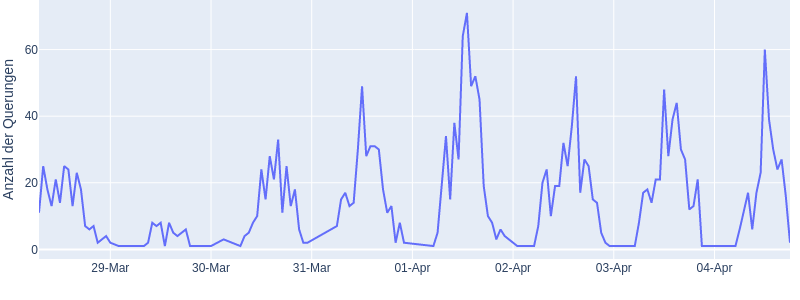 Anzahl der Querungen
60
40
20
0
29-Mar
30-Mar
31-Mar
01-Apr
02-Apr
03-Apr
04-Apr